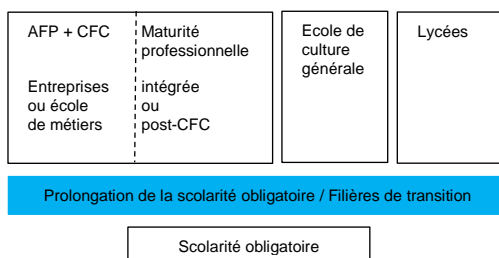 AFP + CFC
Entreprises
ou école
de métiers
Maturité
professionnelle
intégrée
ou
post-CFC
Ecole de
culture
générale
Lycées
Prolongation de la scolarité obligatoire / Filières de transition
Scolarité obligatoire